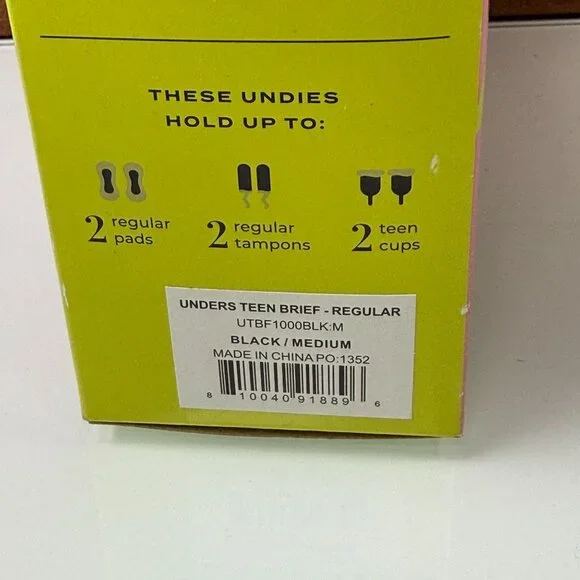 THESE UNDIES
HOLD UP TO:
2 regular pads
2 regular tampons
2 teen cups
UNDERS TEEN BRIEF - REGULAR
UTBF1000BLK:M
BLACK / MEDIUM
MADE IN CHINA PO:1352
8 10040 91889 6